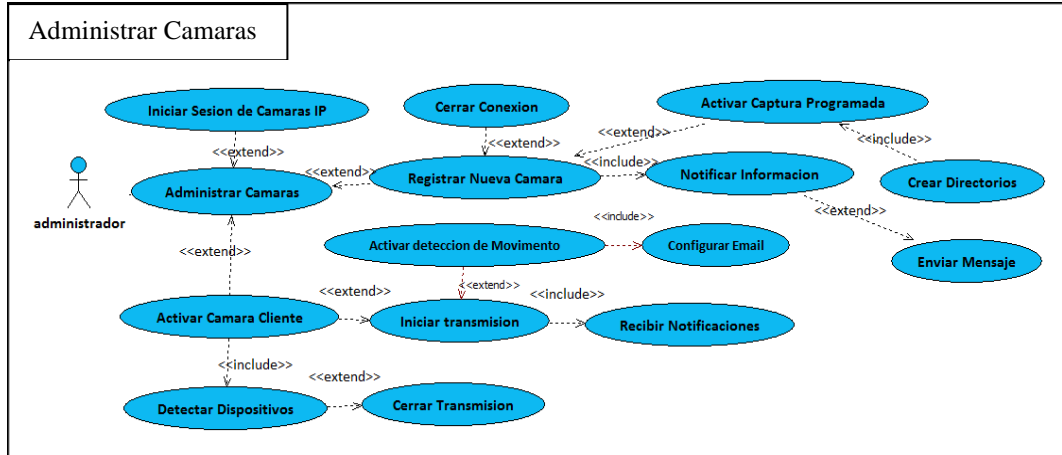 Administrar Camaras
Iniciar Sesion de Camaras IP
Cerrar Conexion
Activar Captura Programada
<<extend>>
<<extend>>
<<extend>>
<<include>>
administrador
Administrar Camaras
<<extend>>
Registrar Nueva Camara
<<include>>
Notificar Informacion
Crear Directorios
<<extend>>
<<include>>
<<extend>>
Activar deteccion de Movimento
Configurar Email
Enviar Mensaje
<<extend>>
<<extend>>
<<include>>
Activar Camara Cliente
Iniciar transmision
Recibir Notificaciones
<<include>>
<<extend>>
Detectar Dispositivos
Cerrar Transmision